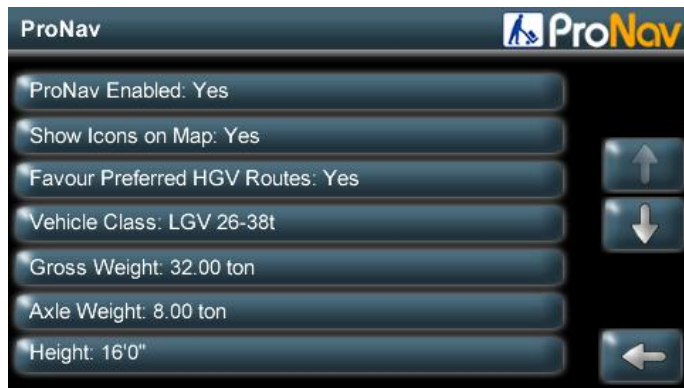 ProNav
ProNav
ProNav Enabled: Yes
Show Icons on Map: Yes
Favour Preferred HGV Routes: Yes
Vehicle Class: LGV 26-38t
Gross Weight: 32.00 ton
Axle Weight: 8.00 ton
Height: 16'0"